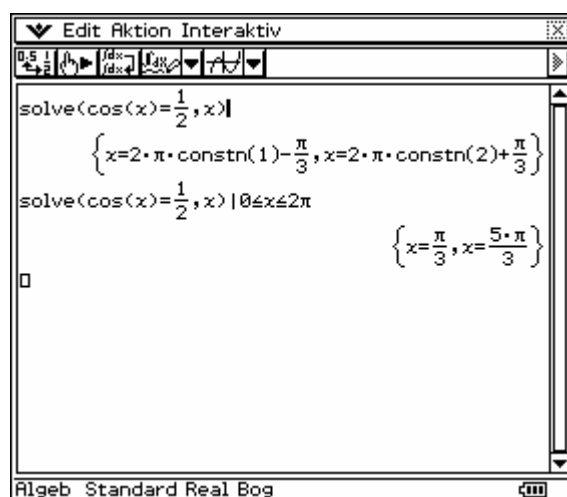 Edit Aktion Interaktiv
solve(cos(x)=1/2,x)
{x=2·π·constn(1)-π/3,x=2·π·constn(2)+π/3}
solve(cos(x)=1/2,x)|0≤x≤2π
{x=π/3,x=5·π/3}
Algeb Standard Real Bog